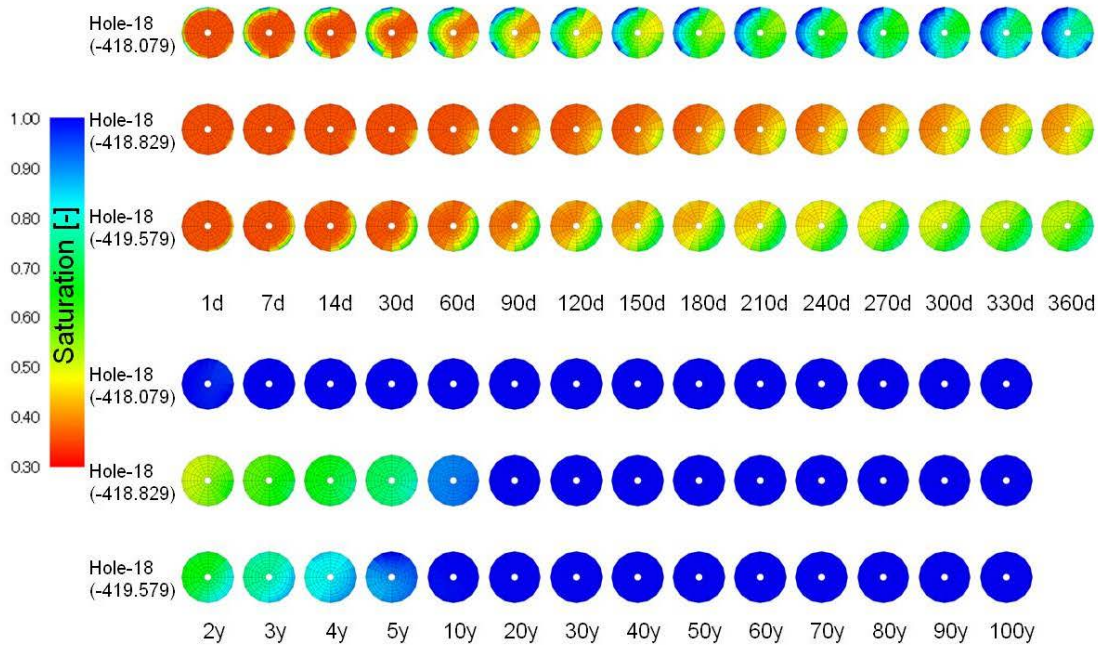 Hole-18
(-418.079)
1.00
Hole-18
(-418.829)
0.90
0.80
Hole-18
(-419.579)
0.70
0.60
0.50
0.40
0.30
Saturation [-]
1d 7d 14d 30d 60d 90d 120d 150d 180d 210d 240d 270d 300d 330d 360d
Hole-18
(-418.079)
Hole-18
(-418.829)
Hole-18
(-419.579)
2y 3y 4y 5y 10y 20y 30y 40y 50y 60y 70y 80y 90y 100y